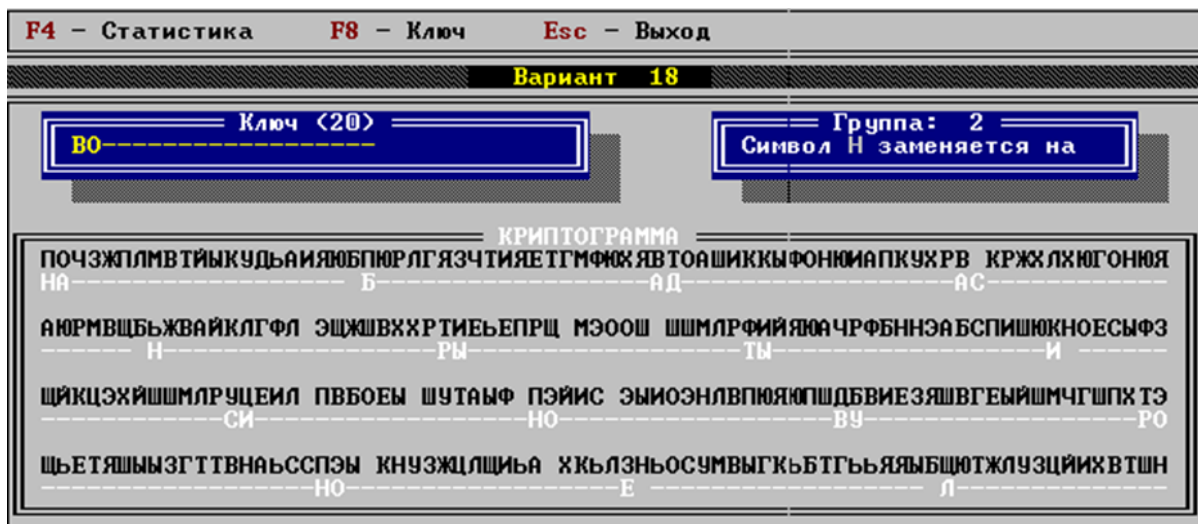 F4 - Статистика F8 - Ключ Esc - Выход
Вариант 18
Ключ (20) Группа: 2
ВО------------------ Символ Н заменяется на
КРИПТОГРАММА
ПОЧЗЖПЛМВТЙЫКУДЬАИЯЮБПЮРЛГЯЗЧТИЯЕТГМФЮХЯВТОАШИККЫФОНЮИАПКУХРВ КРЖХЛХЮГОНЮЯ
НА------------------Б------------------АД------------------АС-------------
АЮРМВЩБЬЖВАЙКЛГФЛ ЭЩЖШВХХРТИЕЬЕПРЩ МЭООШ ШШМЛРФИЙЯЮАЧРФБННЭАБСПИШЮКНОЕСЫФЗ
------ Н-----------------РЫ------------------ТЫ------------------И ------
ЩЙКЦЭХЙШШМЛРУЦЕИЛ ПВБОЕЫ ШУТАЫФ ПЭЙИС ЭЫИОЭНЛВПЮЯЮПШДБВИЕЗЯШВГЕЫЙШМЧГШПХТЭ
------------СИ------------------НО------------------ВУ------------------РО
ЩЬЕТЯШЫЫЗГТТВНАЬССПЭЫ КНУЗЖЦЛЩИЬА ХКЬЛЗНЬОСУМВЫГКЬБТГЬЬЯЯЫБЩЮТЖЛУЗЦЙИХВТШН
------------------НО------------------Е ------------------ Л--------------